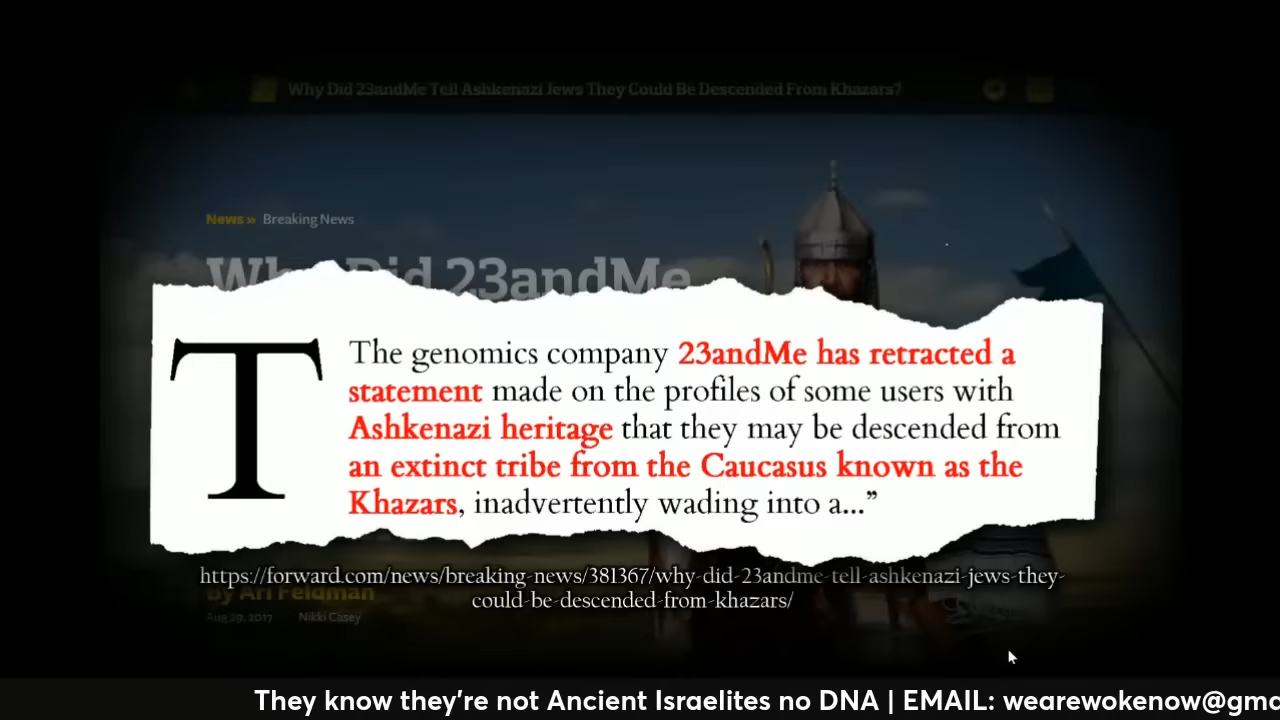 Why Did 23andMe Tell Ashkenazi Jews They Could Be Descended From Khazars?
News » Breaking News
Why Did 23andMe
T
The genomics company 23andMe has retracted a
statement made on the profiles of some users with
Ashkenazi heritage that they may be descended from
an extinct tribe from the Caucasus known as the
Khazars, inadvertently wading into a...”
https://forward.com/news/breaking-news/381367/why-did-23andme-tell-ashkenazi-jews-they-
could-be-descended-from-khazars/
By Ari Feldman
Aug 29, 2017 Nikki Casey
They know they're not Ancient Israelites no DNA | EMAIL: wearewokenow@gma